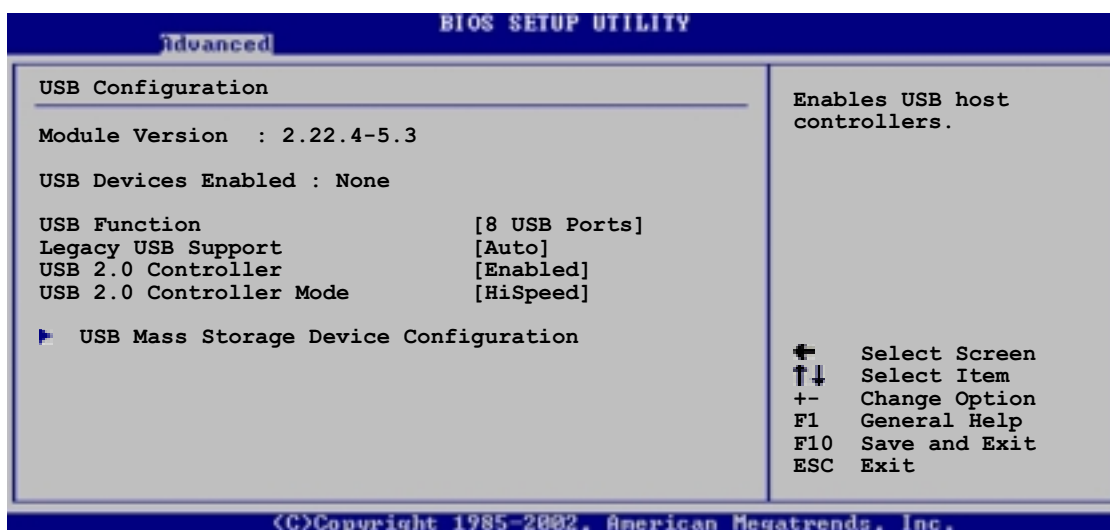 BIOS SETUP UTILITY
Advanced
USB Configuration
Module Version : 2.22.4-5.3
USB Devices Enabled : None
USB Function [8 USB Ports]
Legacy USB Support [Auto]
USB 2.0 Controller [Enabled]
USB 2.0 Controller Mode [HiSpeed]
USB Mass Storage Device Configuration
Enables USB host
controllers.
← Select Screen
↑↓ Select Item
+- Change Option
F1 General Help
F10 Save and Exit
ESC Exit
(C)Copyright 1985-2002, American Megatrends, Inc.